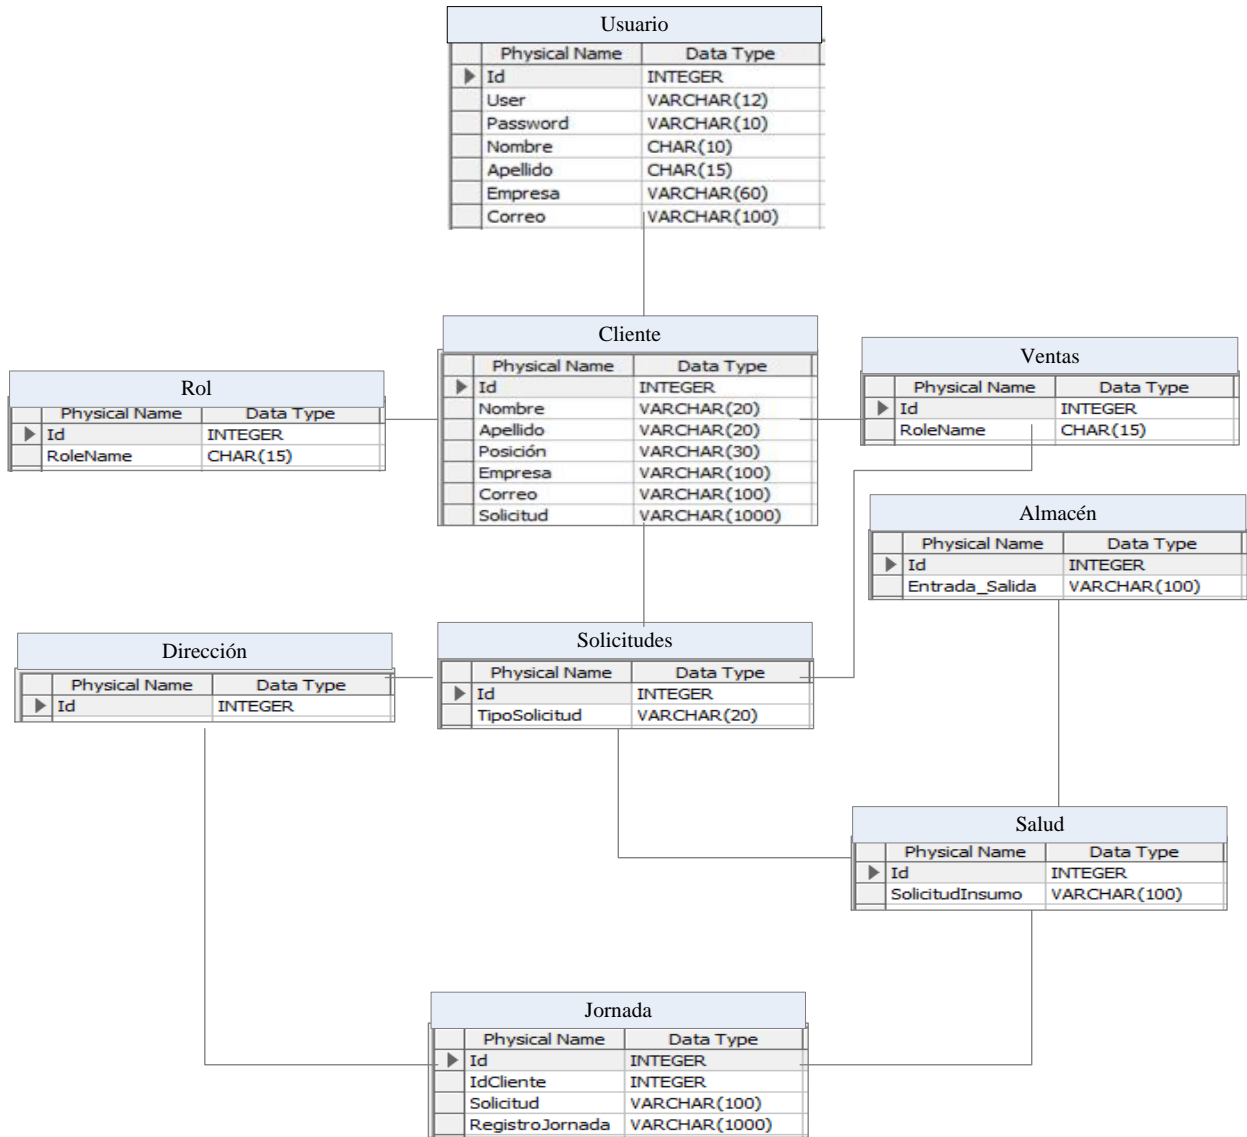 Usuario
Physical Name Data Type
Id INTEGER
User VARCHAR(12)
Password VARCHAR(10)
Nombre CHAR(10)
Apellido CHAR(15)
Empresa VARCHAR(60)
Correo VARCHAR(100)
Cliente
Physical Name Data Type
Id INTEGER
Nombre VARCHAR(20)
Apellido VARCHAR(20)
Posición VARCHAR(30)
Empresa VARCHAR(100)
Correo VARCHAR(100)
Solicitud VARCHAR(1000)
Ventas
Physical Name Data Type
Id INTEGER
RoleName CHAR(15)
Rol
Physical Name Data Type
Id INTEGER
RoleName CHAR(15)
Almacén
Physical Name Data Type
Id INTEGER
Entrada_Salida VARCHAR(100)
Dirección
Physical Name Data Type
Id INTEGER
Solicitudes
Physical Name Data Type
Id INTEGER
TipoSolicitud VARCHAR(20)
Salud
Physical Name Data Type
Id INTEGER
SolicitudInsumo VARCHAR(100)
Jornada
Physical Name Data Type
Id INTEGER
IdCliente INTEGER
Solicitud VARCHAR(100)
RegistroJornada VARCHAR(1000)